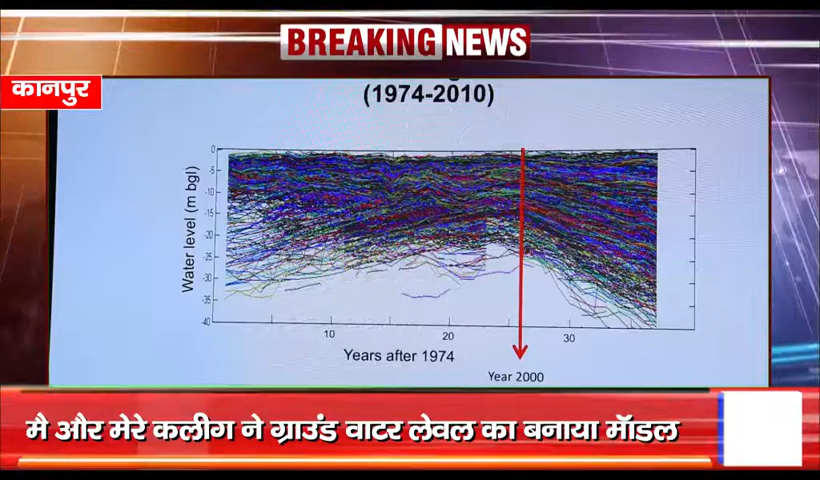 BREAKING NEWS
कानपुर
(1974-2010)
Water level (m bgl)
0
-5
-10
-15
-20
-25
-30
-35
-40
10
20
30
Years after 1974
Year 2000
मै और मेरे कलीग ने ग्राउंड वाटर लेवल का बनाया मॉडल